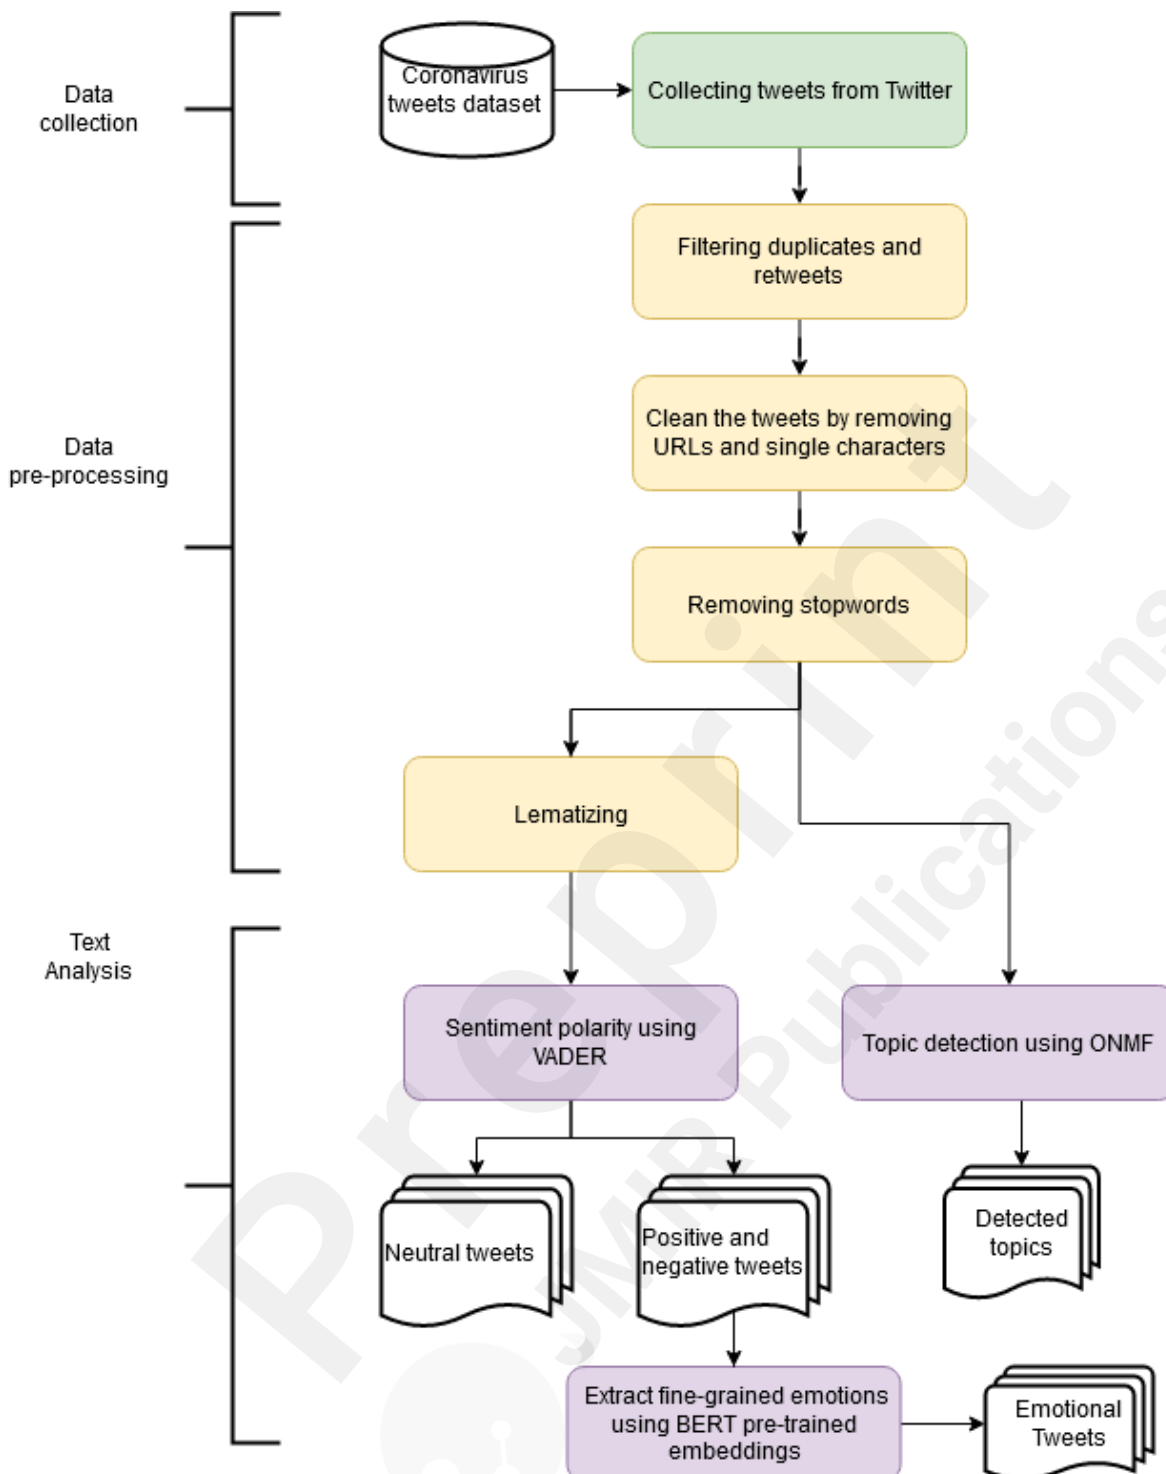 Data
collection
Coronavirus
tweets dataset
Collecting tweets from Twitter
Filtering duplicates and
retweets
Data
pre-processing
Clean the tweets by removing
URLs and single characters
Removing stopwords
Lematizing
Text
Analysis
Sentiment polarity using
VADER
Topic detection using ONMF
Neutral tweets
Positive and
negative tweets
Detected
topics
Extract fine-grained emotions
using BERT pre-trained
embeddings
Emotional
Tweets
Preprint
JMIR Publications